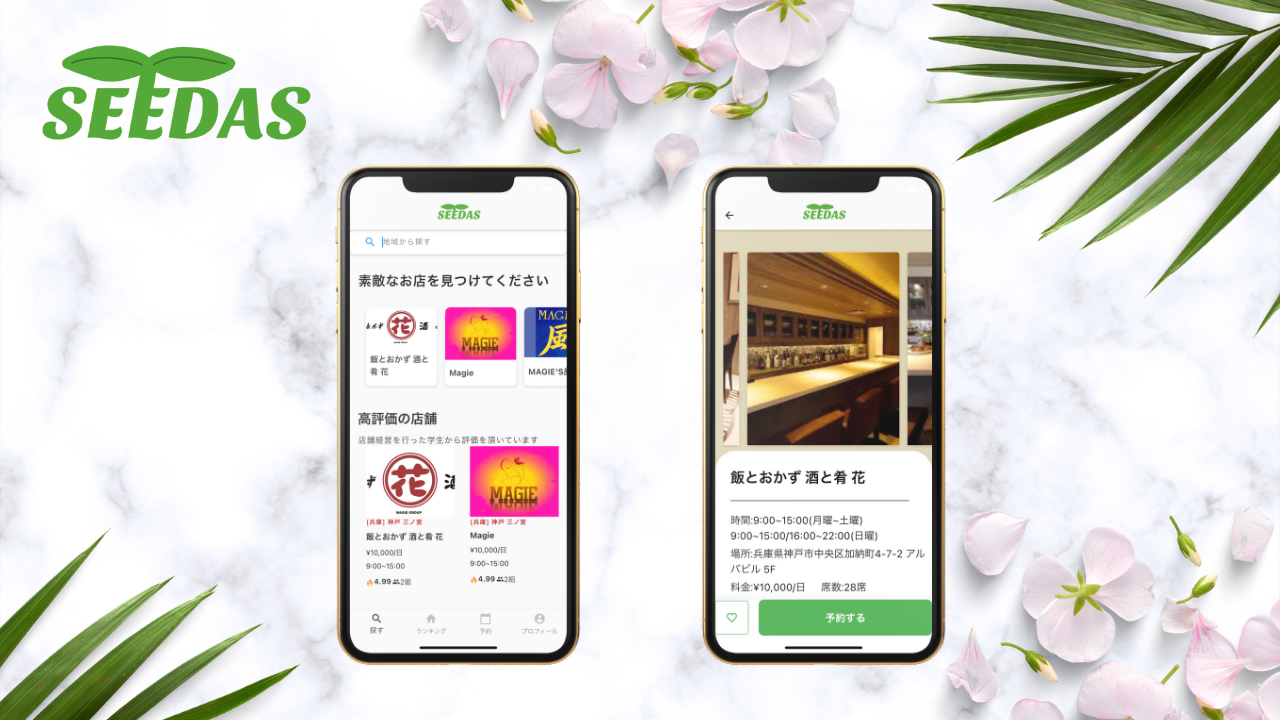 SEEDAS
SEEDAS
地域から探す
素敵なお店を見つけてください
花
酒
飯とおかず 酒と
肴 花
MAGIE
Magie
MAGIE'S
高評価の店舗
店舗経営を行った学生から評価を頂いています
花
MAGIE GROUP
[兵庫] 神戸 三ノ宮
飯とおかず 酒と肴 花
¥10,000/日
9:00~15:00
4.99 2組
MAGIE
[兵庫] 神戸 三ノ宮
Magie
¥10,000/日
9:00~15:00
4.99 2組
探す
ランキング
予約
プロフィール
SEEDAS
飯とおかず 酒と肴 花
時間:9:00~15:00(月曜~土曜)
9:00~15:00/16:00~22:00(日曜)
場所:兵庫県神戸市中央区加納町4-7-2 アル
バビル 5F
料金:¥10,000/日 席数:28席
予約する